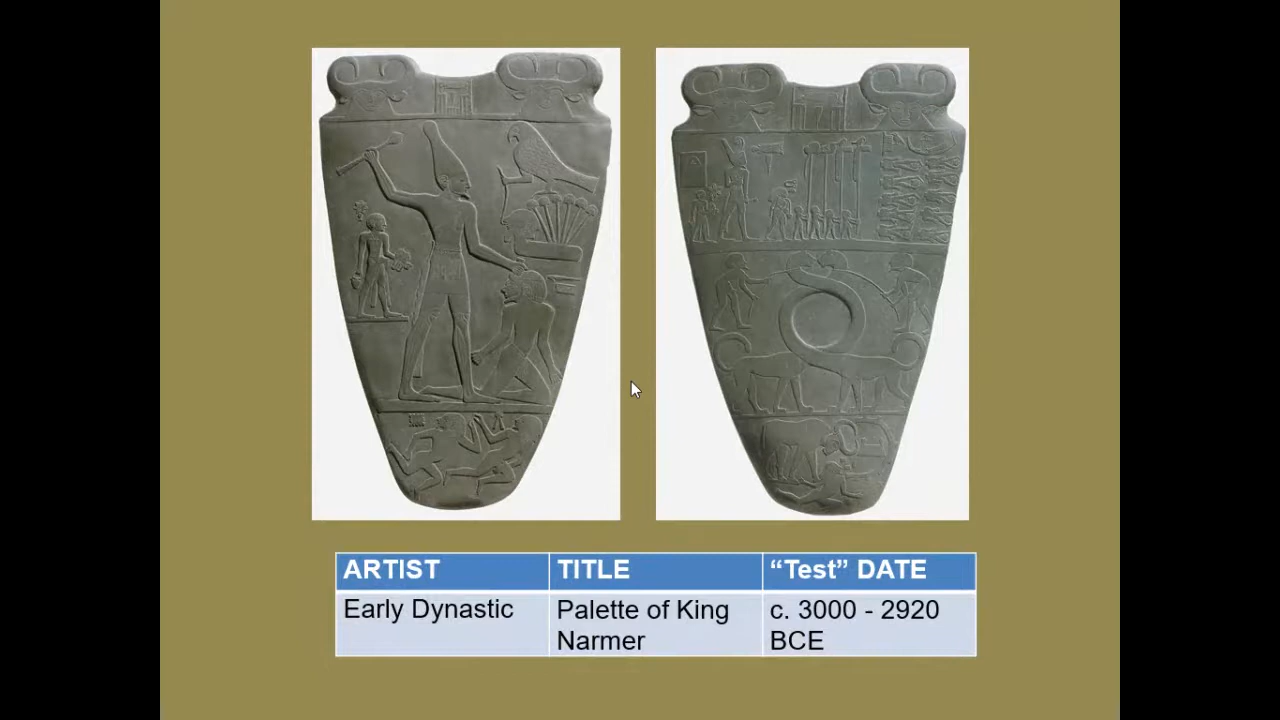 ARTIST TITLE “Test” DATE
Early Dynastic Palette of King c. 3000 - 2920
Narmer BCE